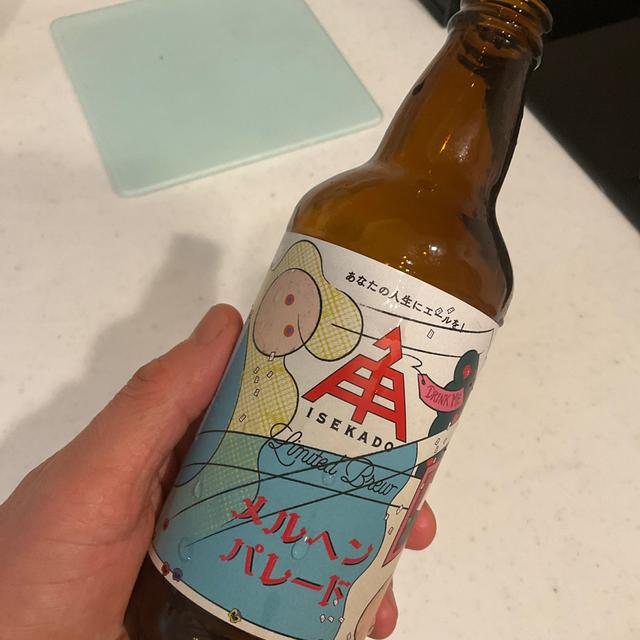 あなたの人生にエールを!
DRINK ME
ISEKADO
Limited Brew
メルヘン
パレード